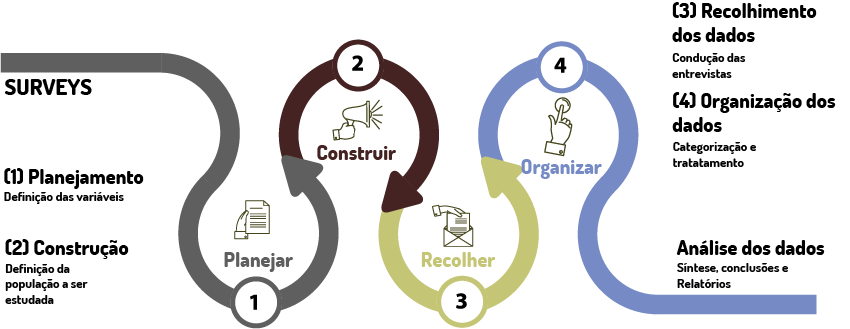 SURVEYS
(1) Planejamento
Definição das variáveis
(2) Construção
Definição da
população a ser
estudada
Planejar
1
2
Construir
Recolher
3
4
Organizar
(3) Recolhimento
dos dados
Condução das
entrevistas
(4) Organização dos
dados
Categorização e
tratatamento
Análise dos dados
Síntese, conclusões e
Relatórios